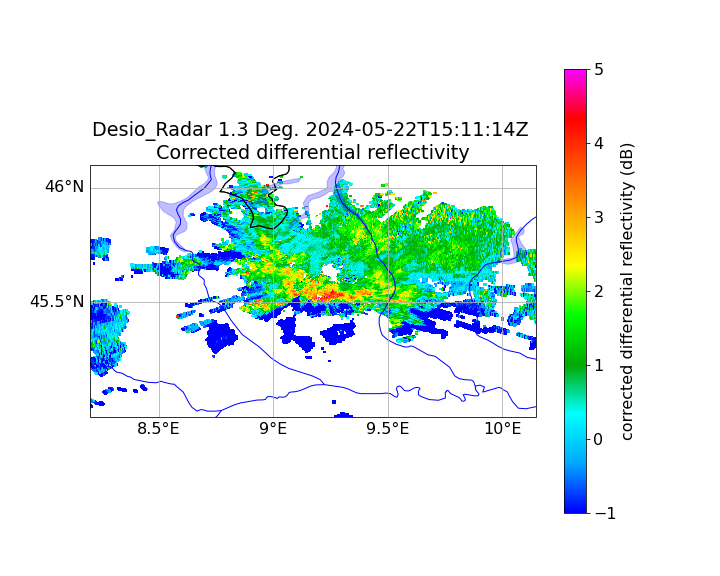 Desio_Radar 1.3 Deg. 2024-05-22T15:11:14Z
Corrected differential reflectivity
46°N
45.5°N
8.5°E
9°E
9.5°E
10°E
5
4
3
2
1
0
−1
corrected differential reflectivity (dB)